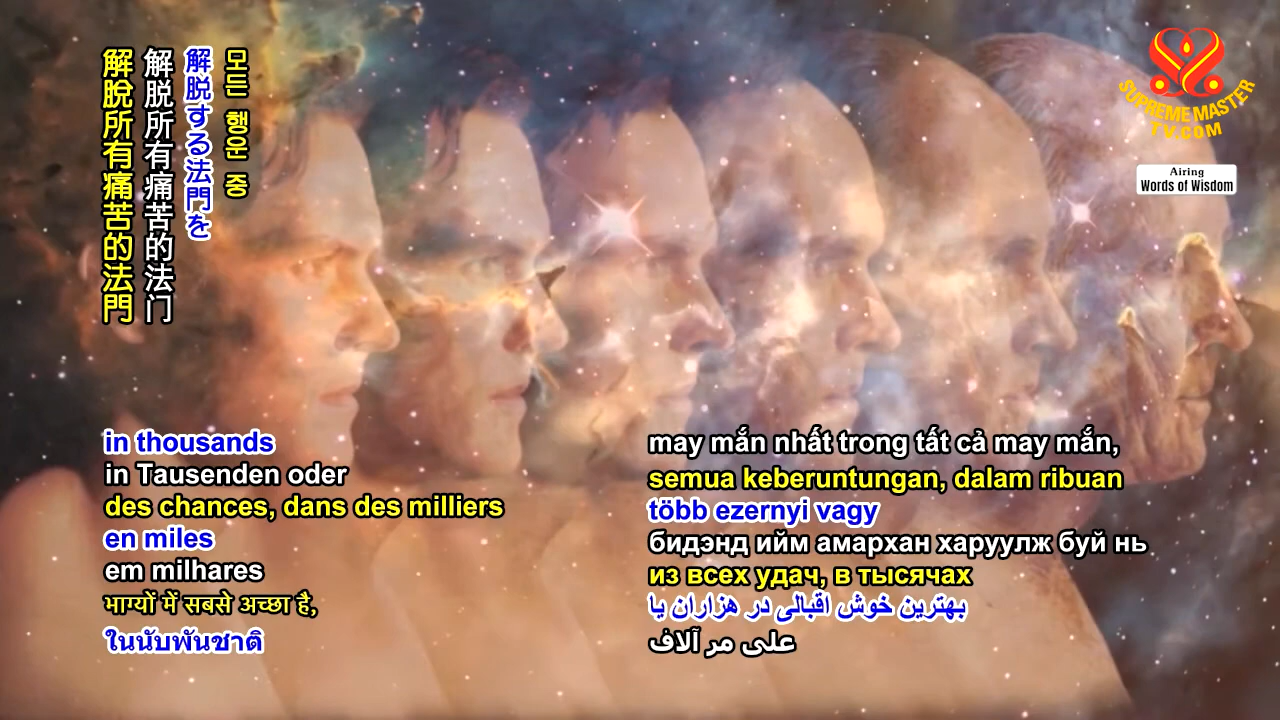 解脫所有痛苦的法門
解脱所有痛苦的法门
解脱する法門を
모든 행운 중
SUPREME MASTER
TV.COM
Airing
Words of Wisdom
in thousands
in Tausenden oder
des chances, dans des milliers
en miles
em milhares
भाग्यों में सबसे अच्छा है,
ในนับพันชาติ
may mắn nhất trong tất cả may mắn,
semua keberuntungan, dalam ribuan
több ezernyi vagy
бидэнд ийм амархан харуулж буй нь
из всех удач, в тысячах
بهترین خوش اقبالی در هزاران یا
على مر آلاف